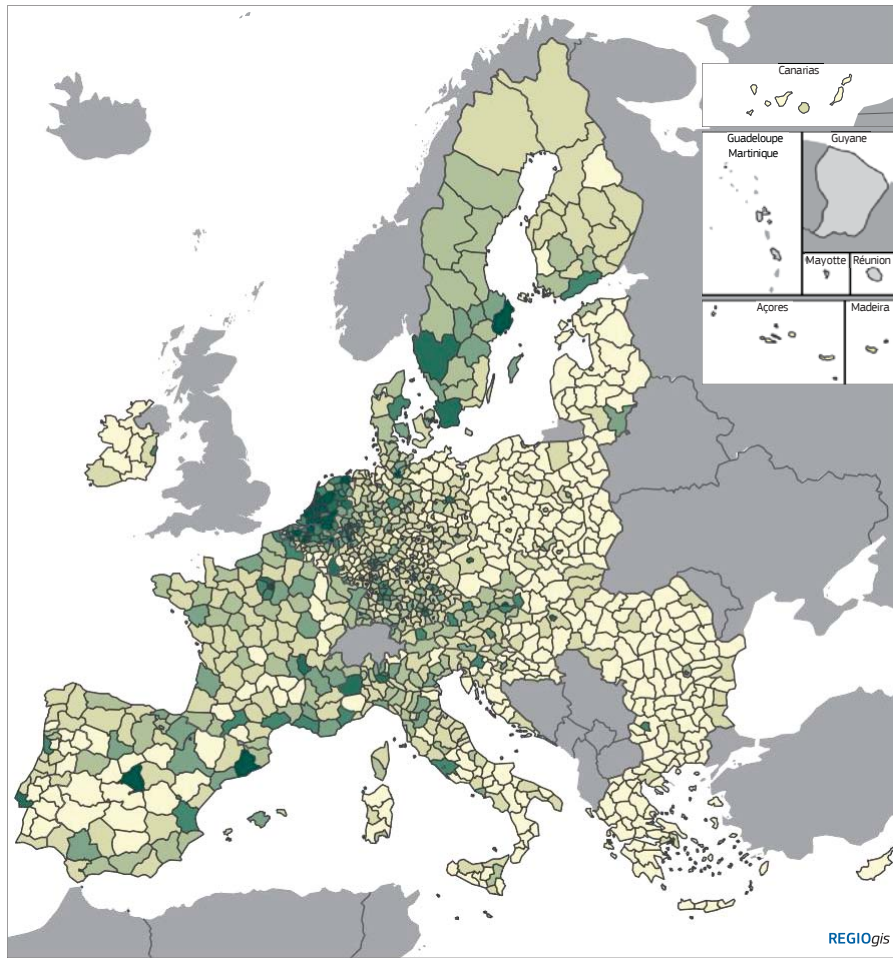 Canarias
Guadeloupe
Martinique
Guyane
Mayotte
Réunion
Açores
Madeira
REGIOgis